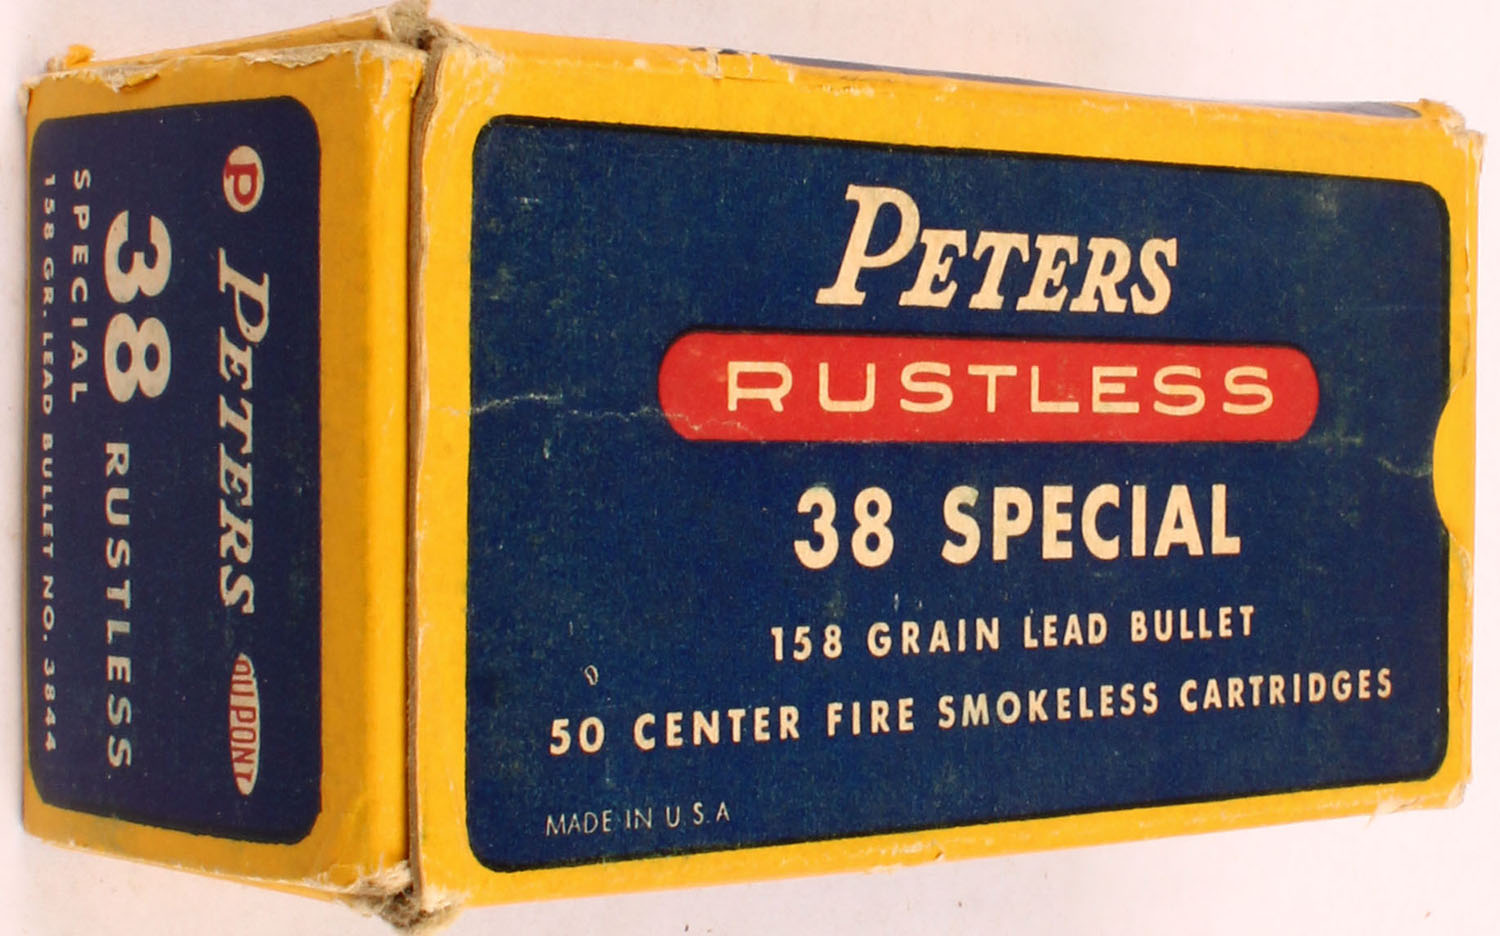 PETERS
RUSTLESS
38 SPECIAL
158 GRAIN LEAD BULLET
50 CENTER FIRE SMOKELESS CARTRIDGES
MADE IN U.S.A
P PETERS DUPONT
38 RUSTLESS
SPECIAL
158 GR. LEAD BULLET NO. 3844